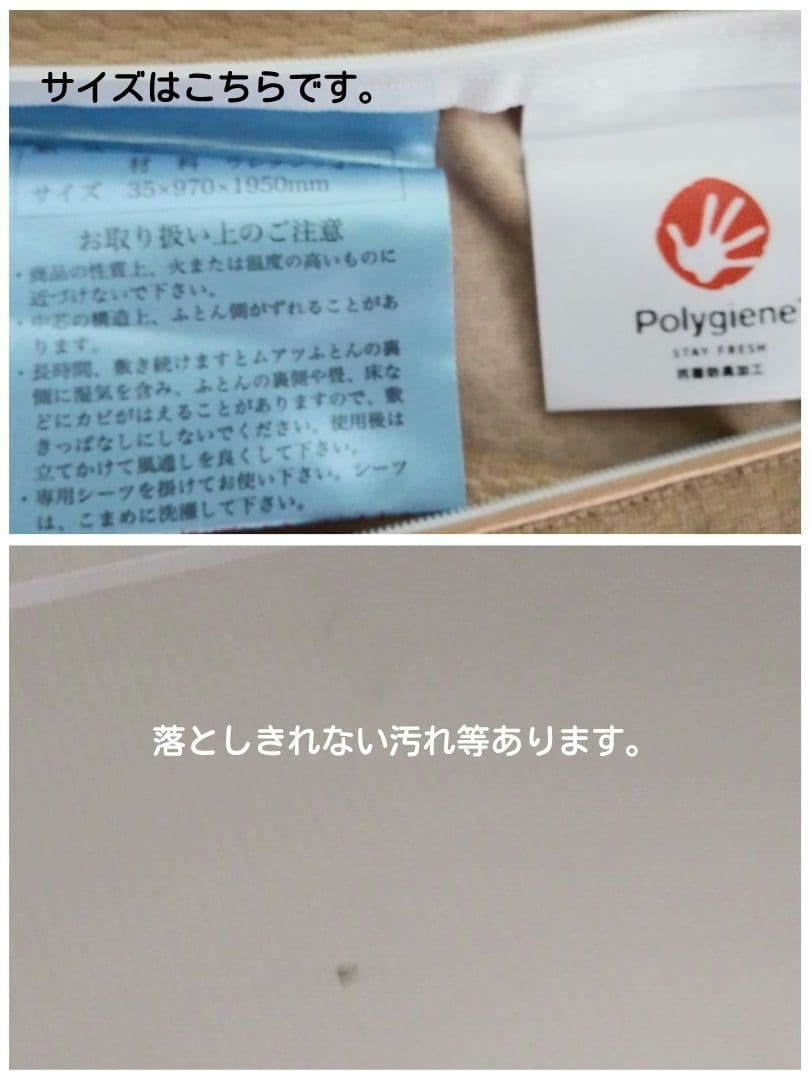 サイズはこちらです。
材 料
サイズ 35×970×1950mm
お取り扱い上のご注意
・商品の性質上、火または温度の高いものに
近づけないで下さい。
・中芯の構造上、ふとん側がずれることがあ
ります。
・長時間、敷き続けますとムアツふとんの裏
側に湿気を含み、ふとんの裏側や畳、床な
どにカビがはえることがありますので、敷
きっぱなしにしないでください。使用後は
立てかけて風通しを良くして下さい。
・専用シーツを掛けてお使い下さい。シーツ
は、こまめに洗濯して下さい。
Polygiene
STAY FRESH
抗菌防臭加工
落としきれない汚れ等あります。